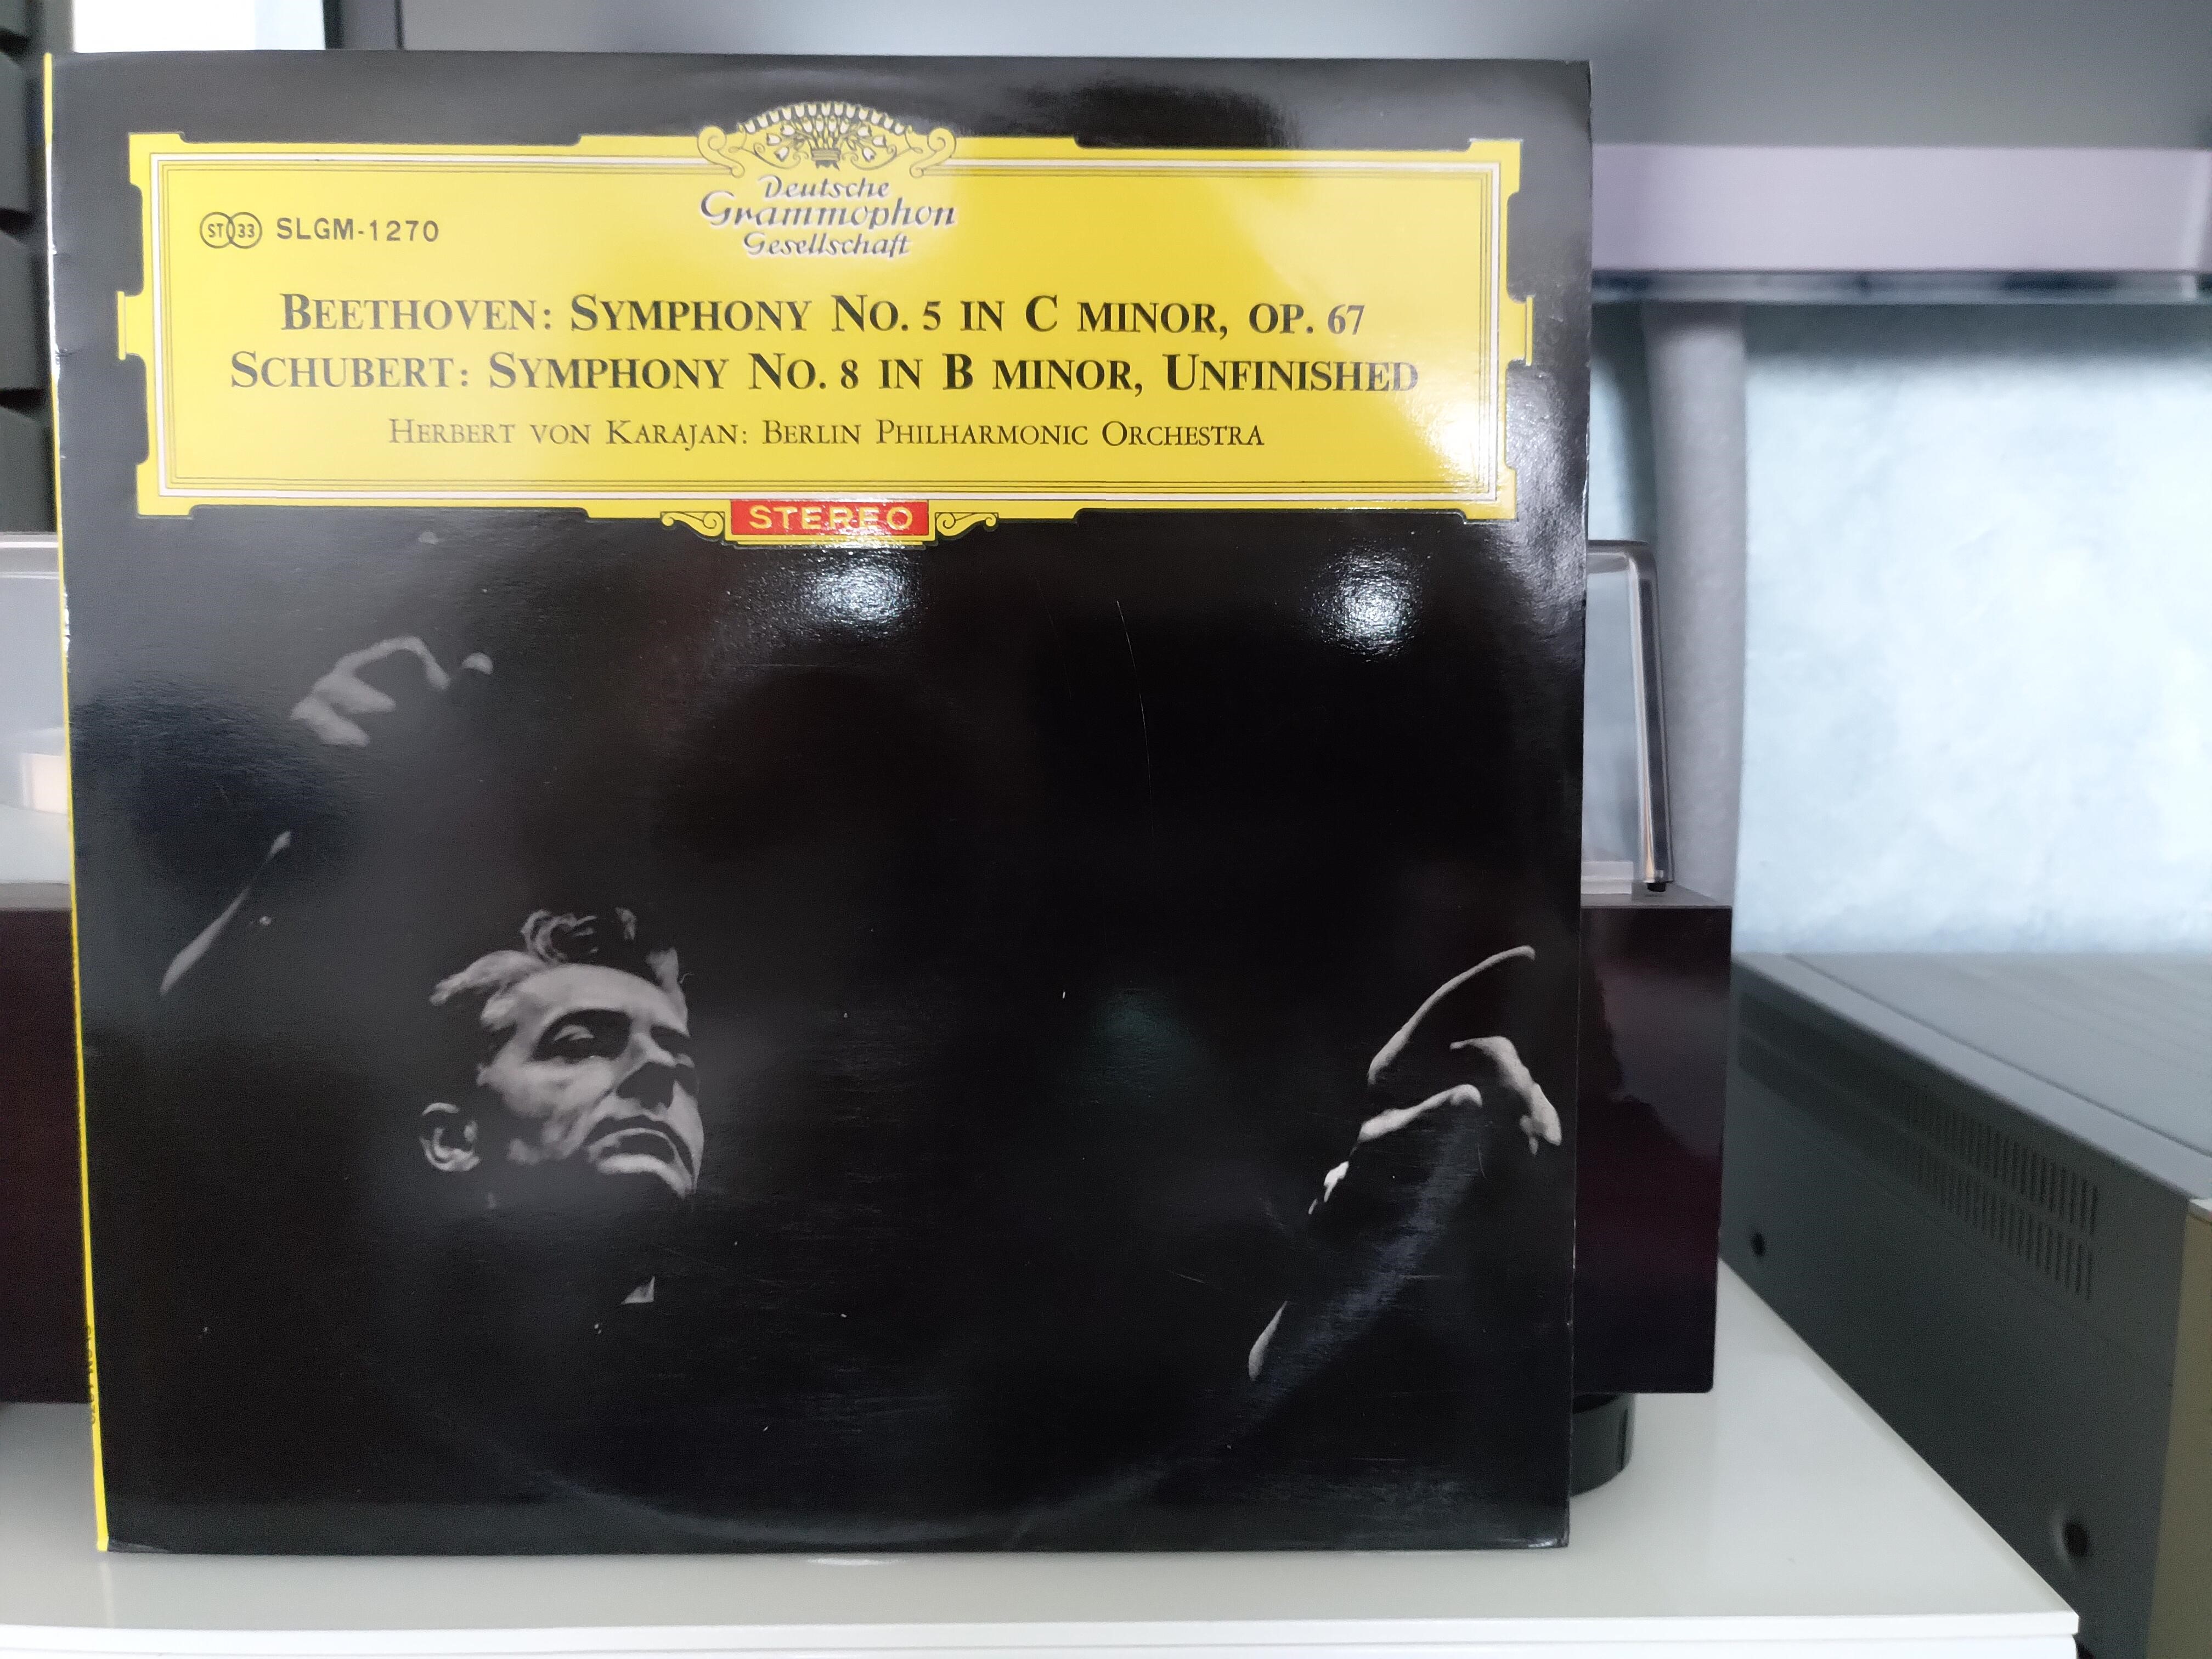 Deutsche
Grammophon
Gesellschaft
ST 33 SLGM-1270
BEETHOVEN: SYMPHONY NO. 5 IN C MINOR, OP. 67
SCHUBERT: SYMPHONY NO. 8 IN B MINOR, UNFINISHED
HERBERT VON KARAJAN: BERLIN PHILHARMONIC ORCHESTRA
STEREO